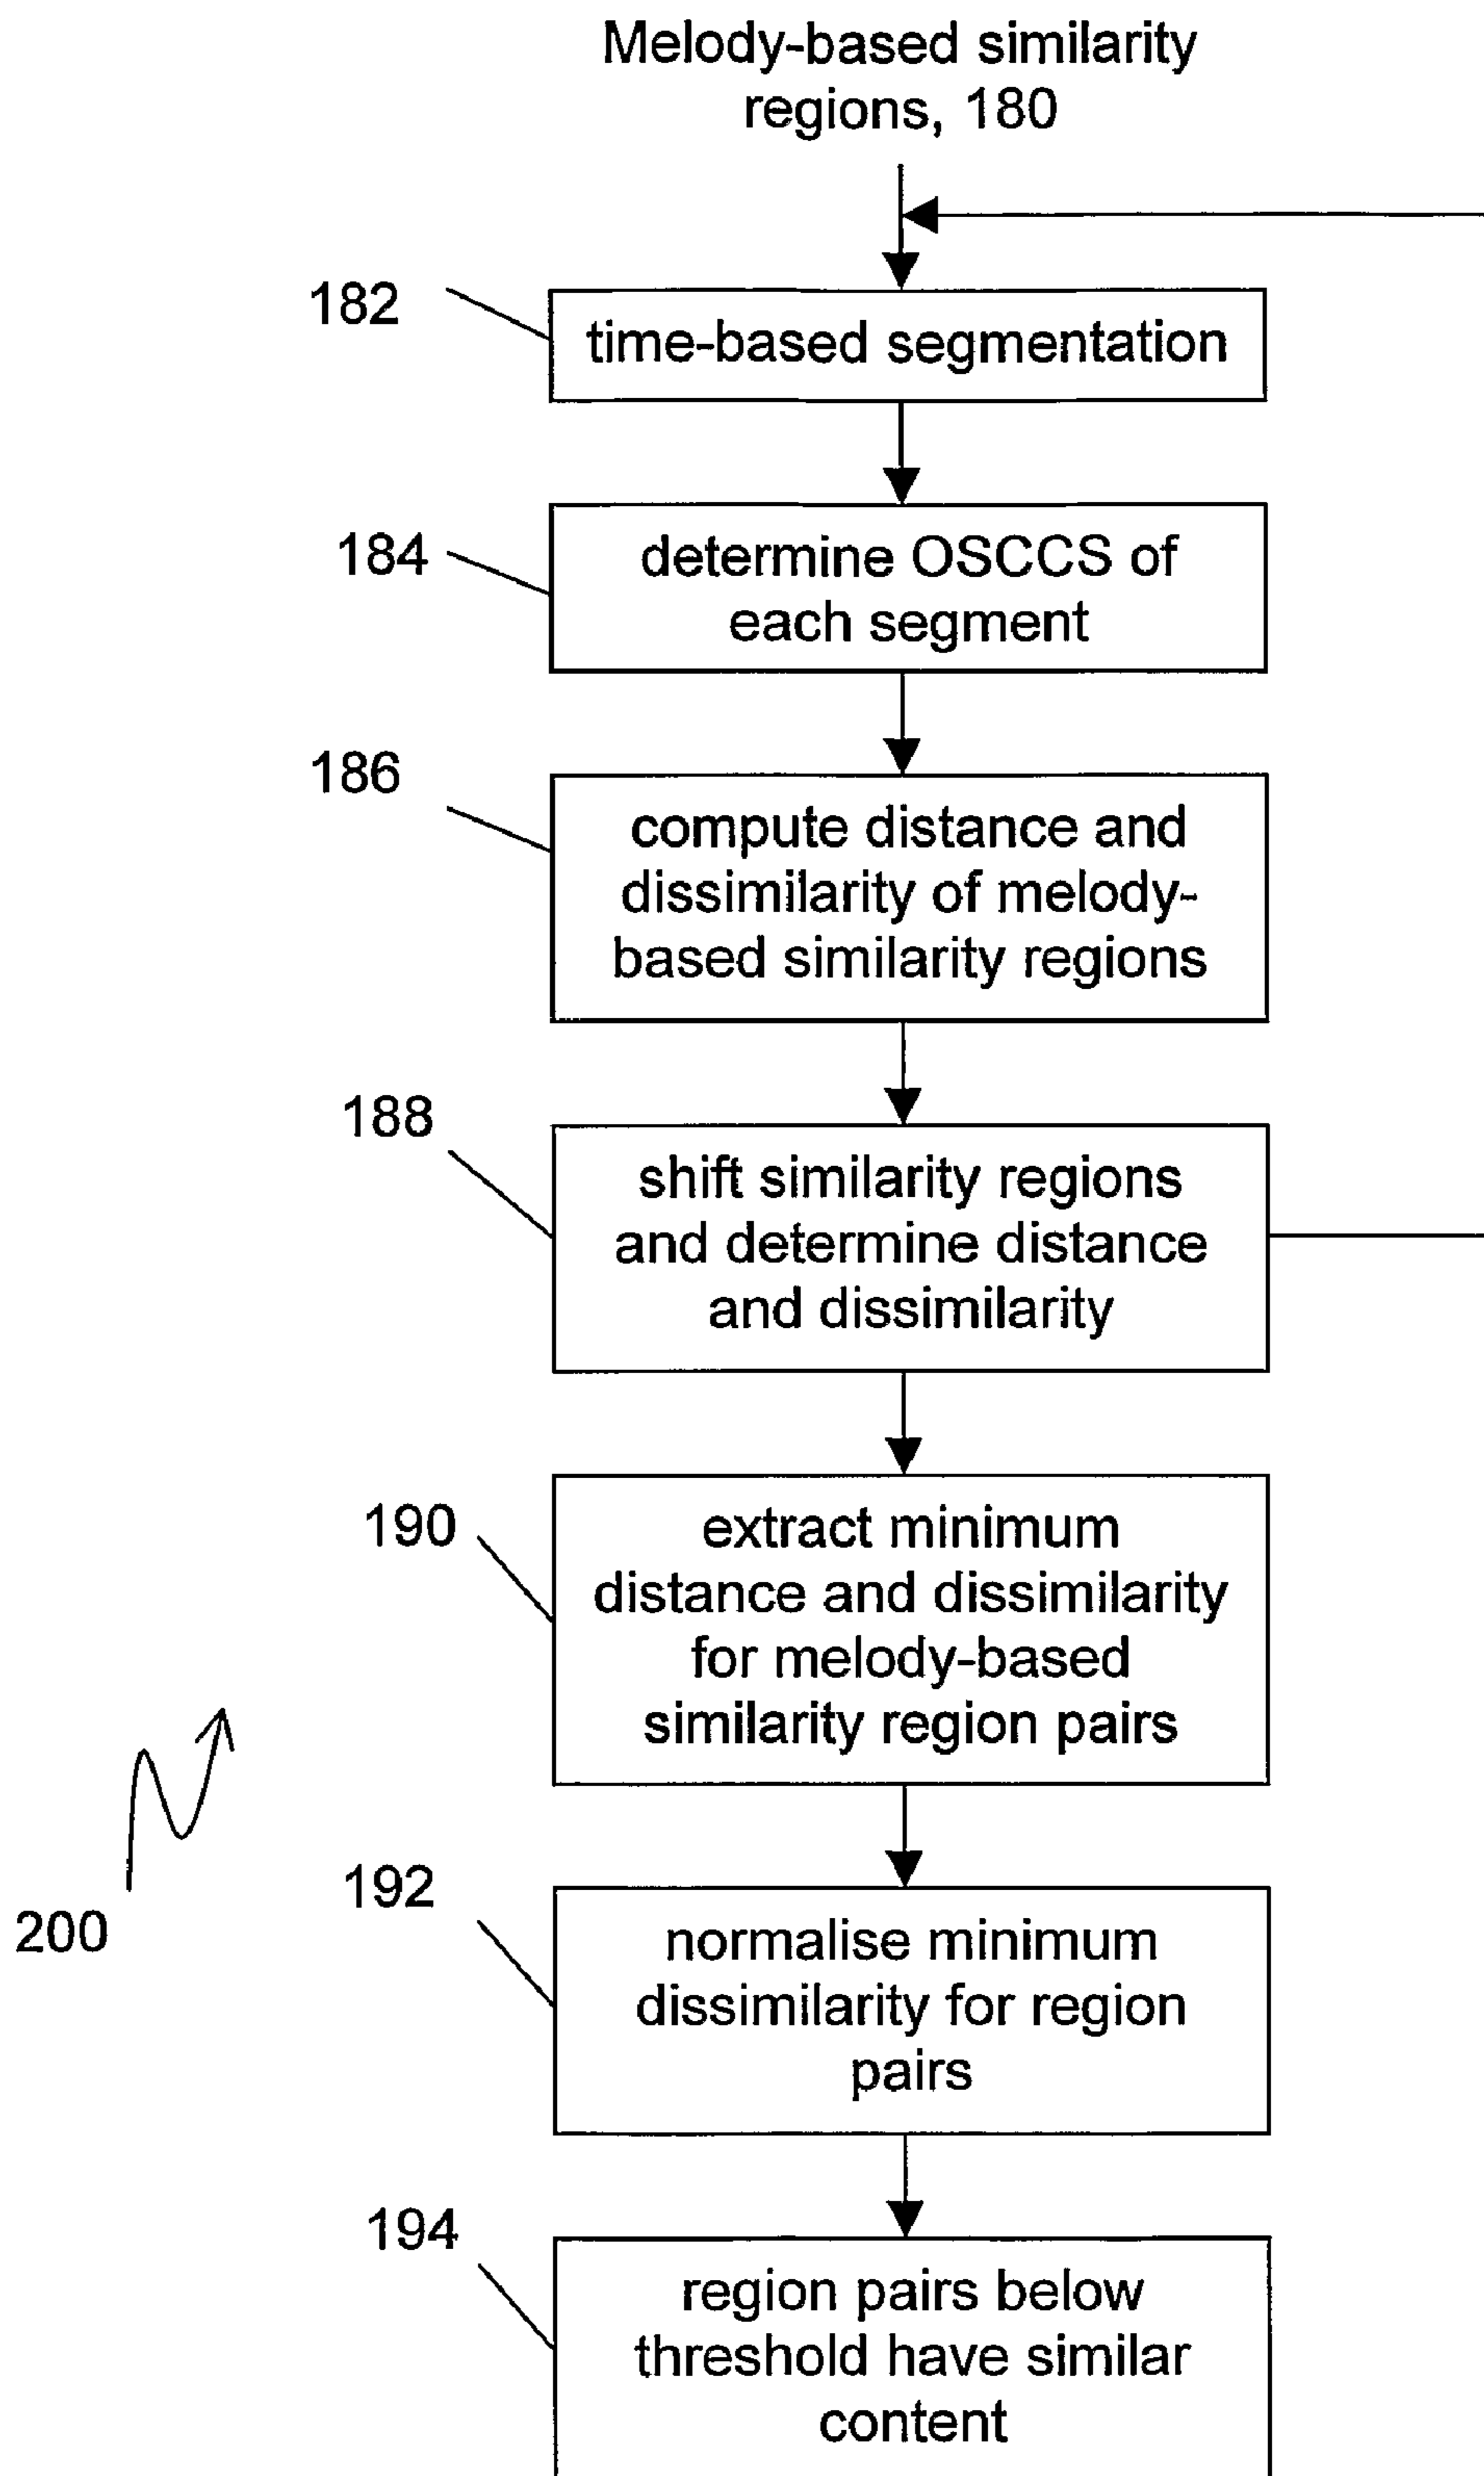 Melody-based similarity
regions, 180
182
time-based segmentation
184
determine OSCCS of
each segment
186
compute distance and
dissimilarity of melody-
based similarity regions
188
shift similarity regions
and determine distance
and dissimilarity
190
extract minimum
distance and dissimilarity
for melody-based
similarity region pairs
192
normalise minimum
dissimilarity for region
pairs
200
194
region pairs below
threshold have similar
content